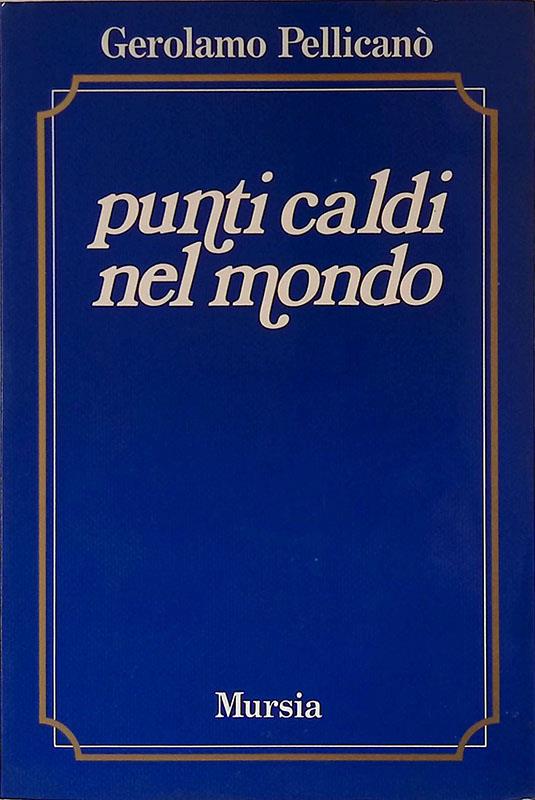 Gerolamo Pellicanò
punti caldi
nel mondo
Mursia